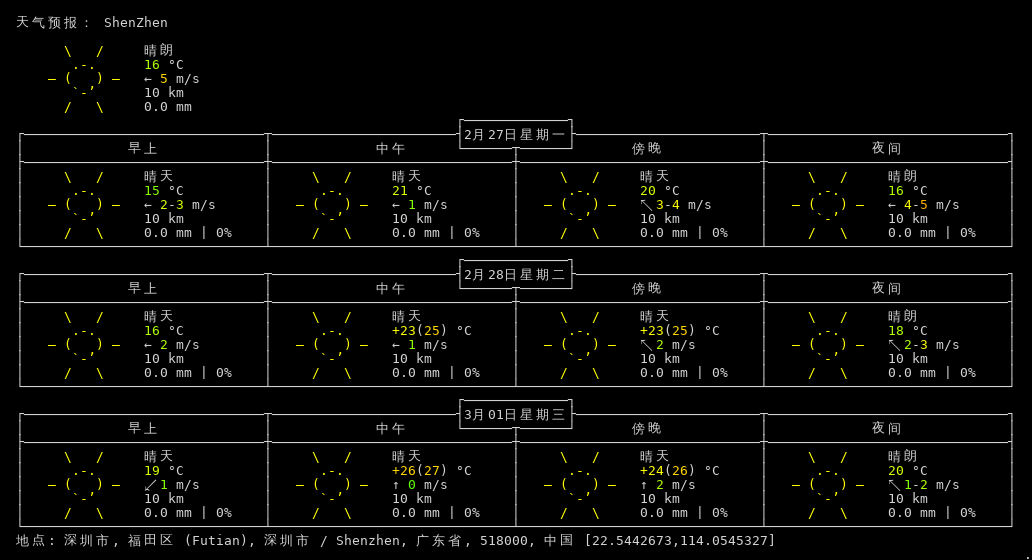 天气预报： ShenZhen
晴朗
16 °C
← 5 m/s
10 km
0.0 mm
2月27日星期一
早上 中午 傍晚 夜间
晴天 晴天 晴天 晴朗
15 °C 21 °C 20 °C 16 °C
← 2-3 m/s ← 1 m/s ↖ 3-4 m/s ← 4-5 m/s
10 km 10 km 10 km 10 km
0.0 mm | 0% 0.0 mm | 0% 0.0 mm | 0% 0.0 mm | 0%
2月28日星期二
早上 中午 傍晚 夜间
晴天 晴天 晴天 晴朗
16 °C +23(25) °C +23(25) °C 18 °C
← 2 m/s ← 1 m/s ↖ 2 m/s ↖ 2-3 m/s
10 km 10 km 10 km 10 km
0.0 mm | 0% 0.0 mm | 0% 0.0 mm | 0% 0.0 mm | 0%
3月01日星期三
早上 中午 傍晚 夜间
晴天 晴天 晴天 晴朗
19 °C +26(27) °C +24(26) °C 20 °C
↙ 1 m/s ↑ 0 m/s ↑ 2 m/s ↖ 1-2 m/s
10 km 10 km 10 km 10 km
0.0 mm | 0% 0.0 mm | 0% 0.0 mm | 0% 0.0 mm | 0%
地点: 深圳市, 福田区 (Futian), 深圳市 / Shenzhen, 广东省, 518000, 中国 [22.5442673,114.0545327]